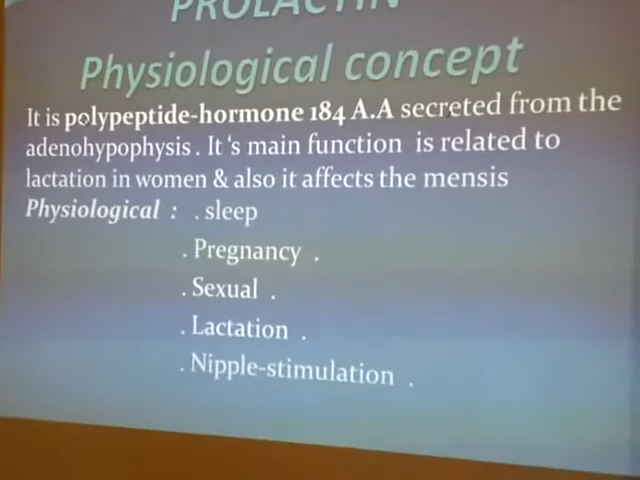 PROLACTIN
Physiological concept
It is polypeptide-hormone 184 A.A secreted from the
adenohypophysis . It 's main function is related to
lactation in women & also it affects the mensis
Physiological : . sleep
. Pregnancy .
. Sexual .
. Lactation .
. Nipple-stimulation .